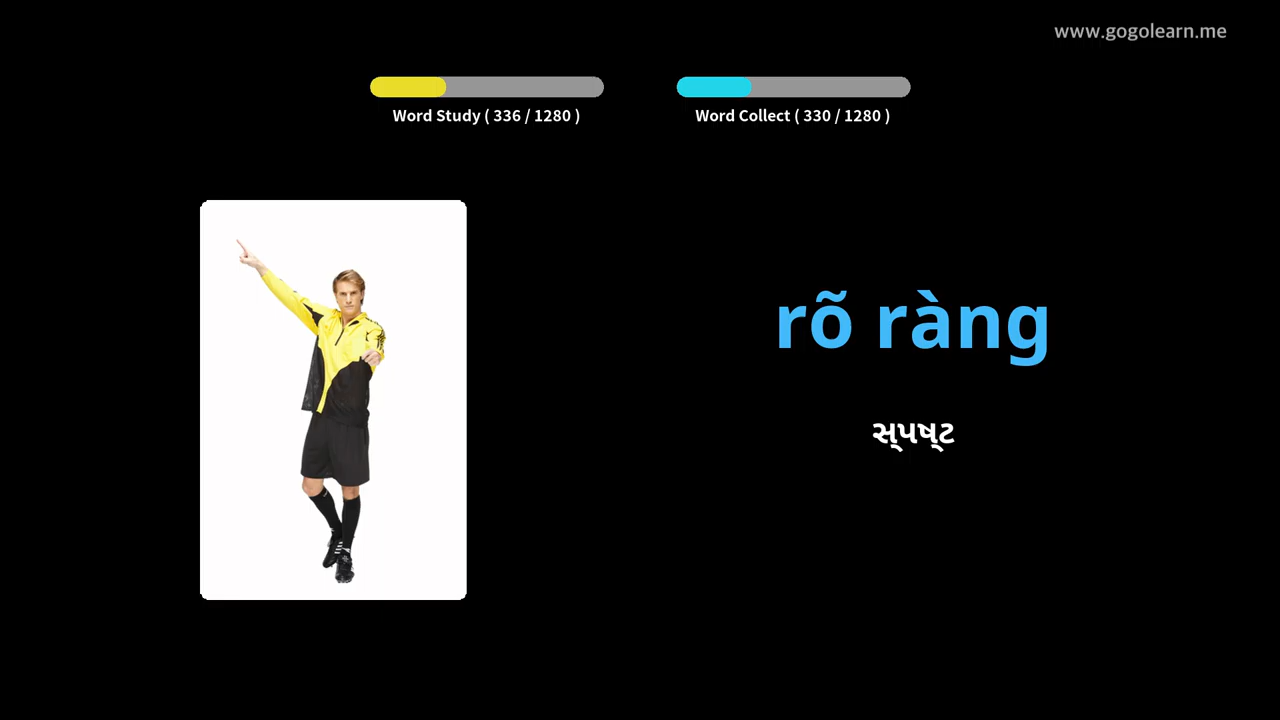 www.gogolearn.me
Word Study ( 336 / 1280 )
Word Collect ( 330 / 1280 )
rõ ràng
સ્પષ્ટ